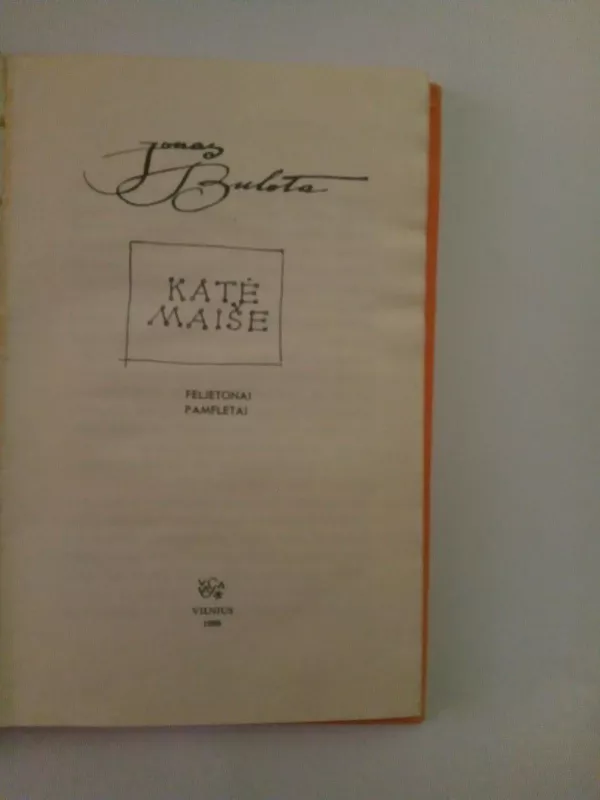 Jonas
Bulota
KATĖ
MAIŠE
FELJETONAI
PAMFLETAI
VILNIUS